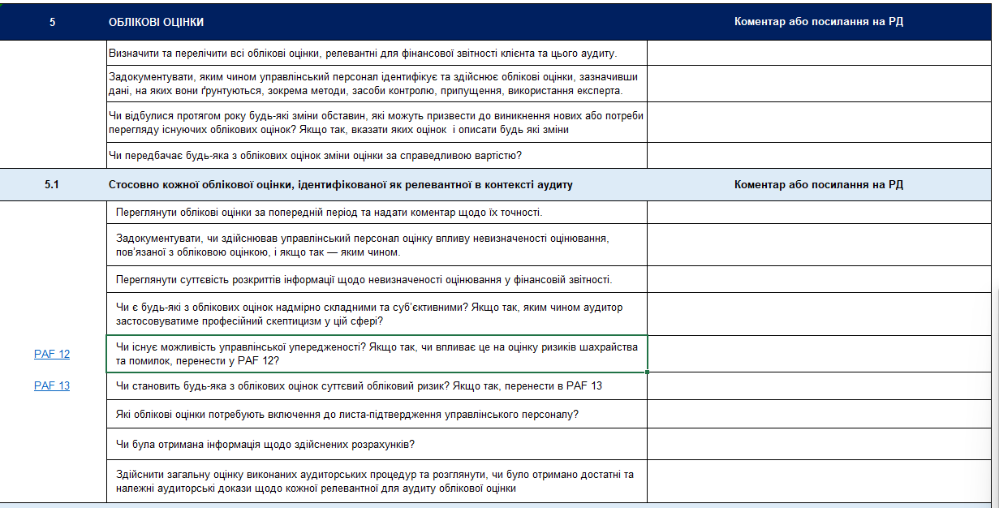 5 ОБЛІКОВІ ОЦІНКИ Коментар або посилання на РД
Визначити та перелічити всі облікові оцінки, релевантні для фінансової звітності клієнта та цього аудиту.
Задокументувати, яким чином управлінський персонал ідентифікує та здійснює облікові оцінки, зазначивши
дані, на яких вони ґрунтуються, зокрема методи, засоби контролю, припущення, використання експерта.
Чи відбулися протягом року будь-які зміни обставин, які можуть призвести до виникнення нових або потреби
перегляду існуючих облікових оцінок? Якщо так, вказати яких оцінок і описати будь які зміни
Чи передбачає будь-яка з облікових оцінок зміни оцінки за справедливою вартістю?
5.1 Стосовно кожної облікової оцінки, ідентифікованої як релевантної в контексті аудиту Коментар або посилання на РД
Переглянути облікові оцінки за попередній період та надати коментар щодо їх точності.
Задокументувати, чи здійснював управлінський персонал оцінку впливу невизначеності оцінювання,
пов’язаної з обліковою оцінкою, і якщо так — яким чином.
Переглянути суттєвість розкриттів інформації щодо невизначеності оцінювання у фінансовій звітності.
Чи є будь-які з облікових оцінок надмірно складними та суб’єктивними? Якщо так, яким чином аудитор
застосовуватиме професійний скептицизм у цій сфері?
PAF 12 Чи існує можливість управлінської упередженості? Якщо так, чи впливає це на оцінку ризиків шахрайства
та помилок, перенести у PAF 12?
PAF 13 Чи становить будь-яка з облікових оцінок суттєвий обліковий ризик? Якщо так, перенести в PAF 13
Які облікові оцінки потребують включення до листа-підтвердження управлінського персоналу?
Чи була отримана інформація щодо здійснених розрахунків?
Здійснити загальну оцінку виконаних аудиторських процедур та розглянути, чи було отримано достатні та
належні аудиторські докази щодо кожної релевантної для аудиту облікової оцінки